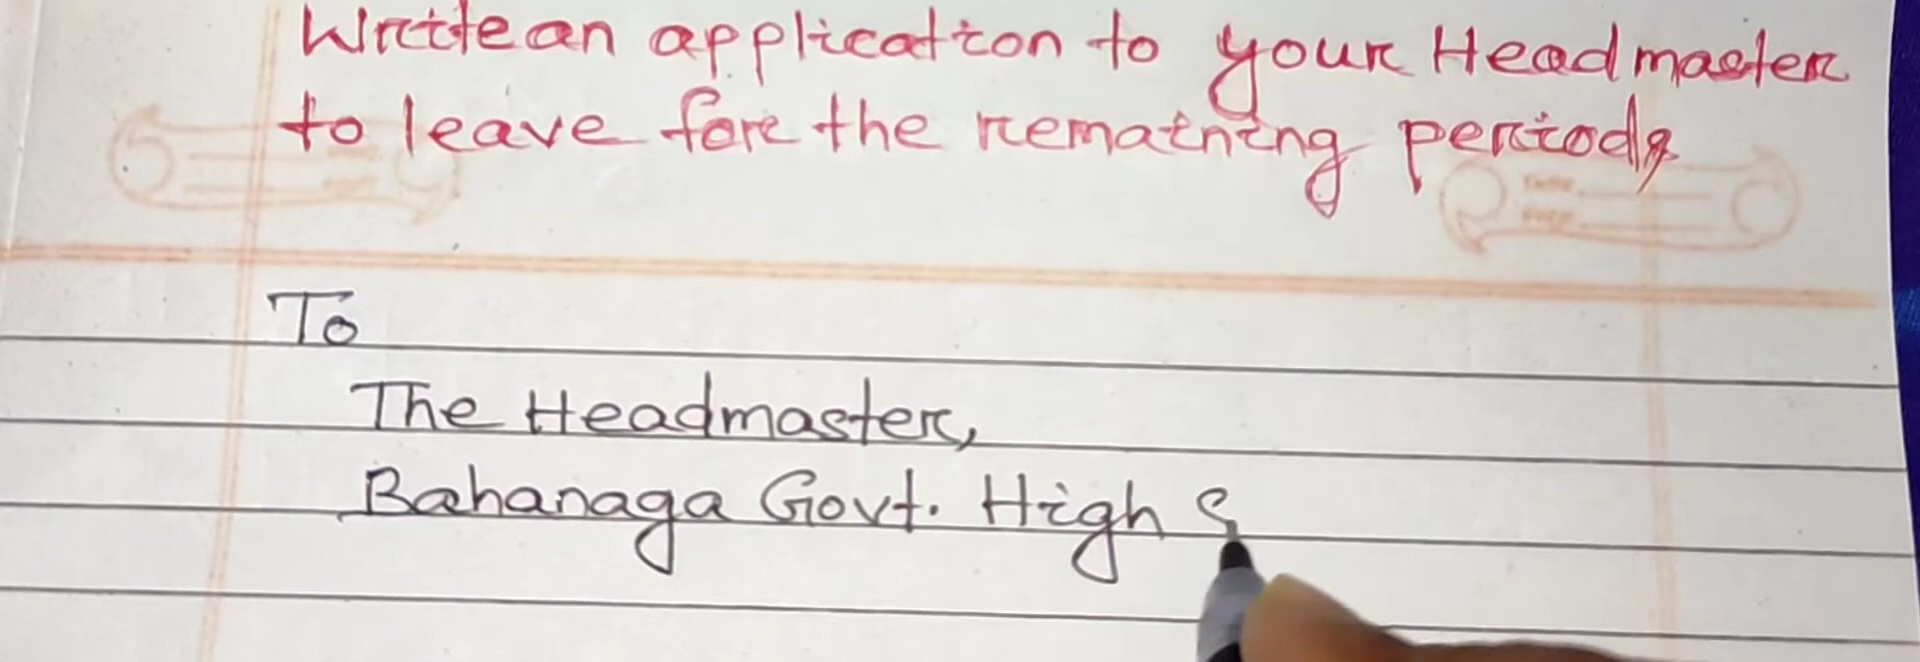 Write an application to your Headmaster
to leave for the remaining periods
To
The Headmaster,
Bahanaga Govt. High S